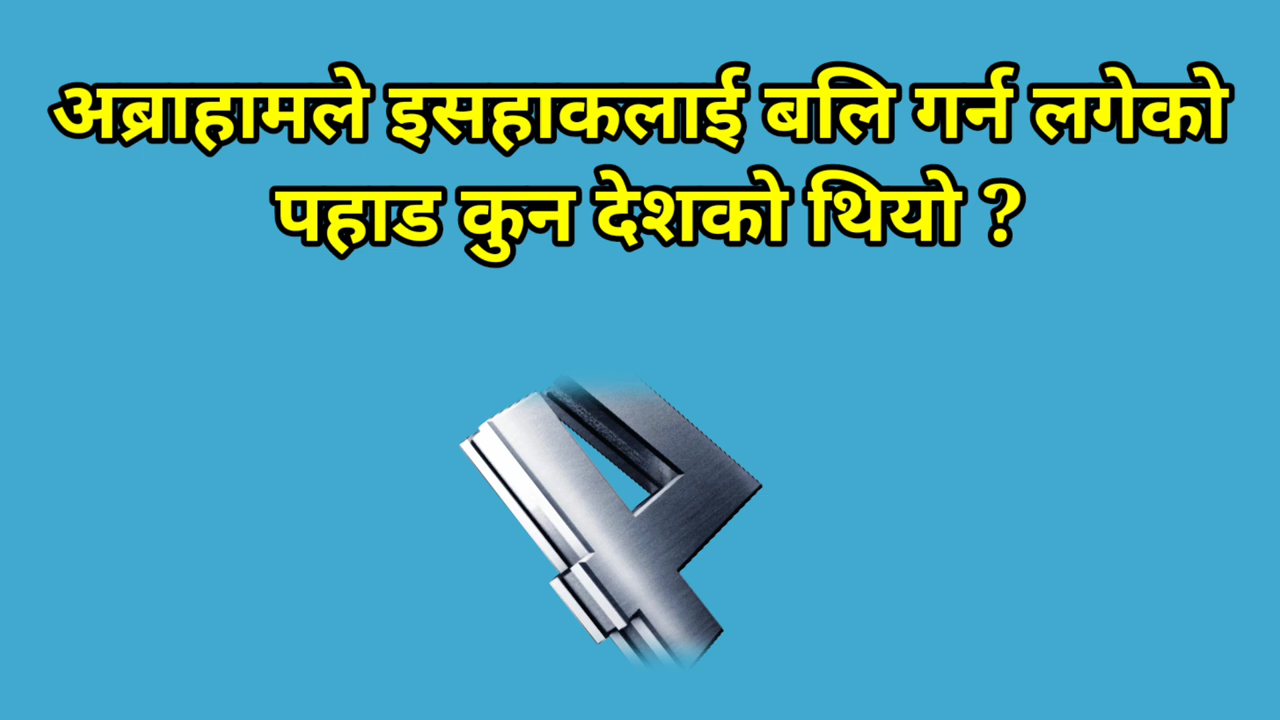 अब्राहामले इसहाकलाई बलि गर्न लगेको
पहाड कुन देशको थियो ?